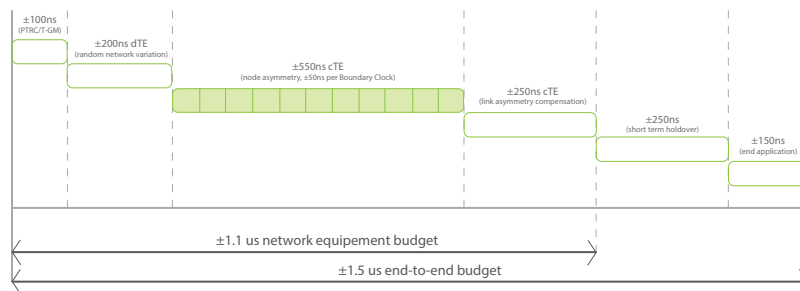 ±100ns
(PTRC/T-GM)
±200ns dTE
(random network variation)
±550ns cTE
(node asymmetry, ±50ns per Boundary Clock)
±250ns cTE
(link asymmetry compensation)
±250ns
(short term holdover)
±150ns
(end application)
±1.1 us network equipement budget
±1.5 us end-to-end budget